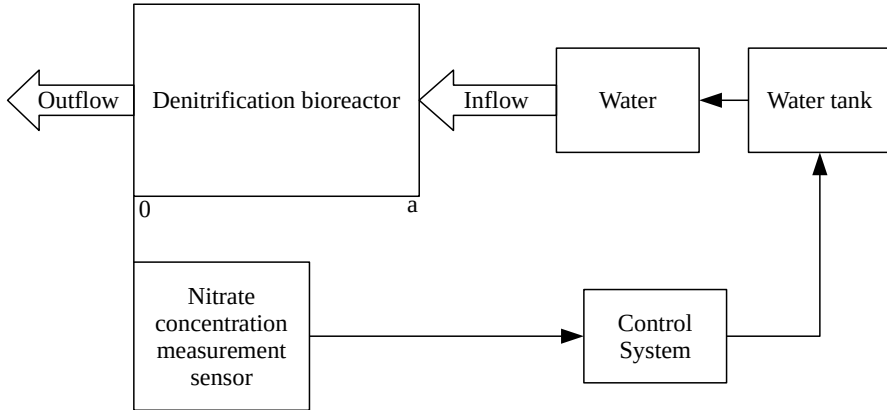 Outflow
Denitrification bioreactor
Inflow
Water
Water tank
0
a
Nitrate
concentration
measurement
sensor
Control
System